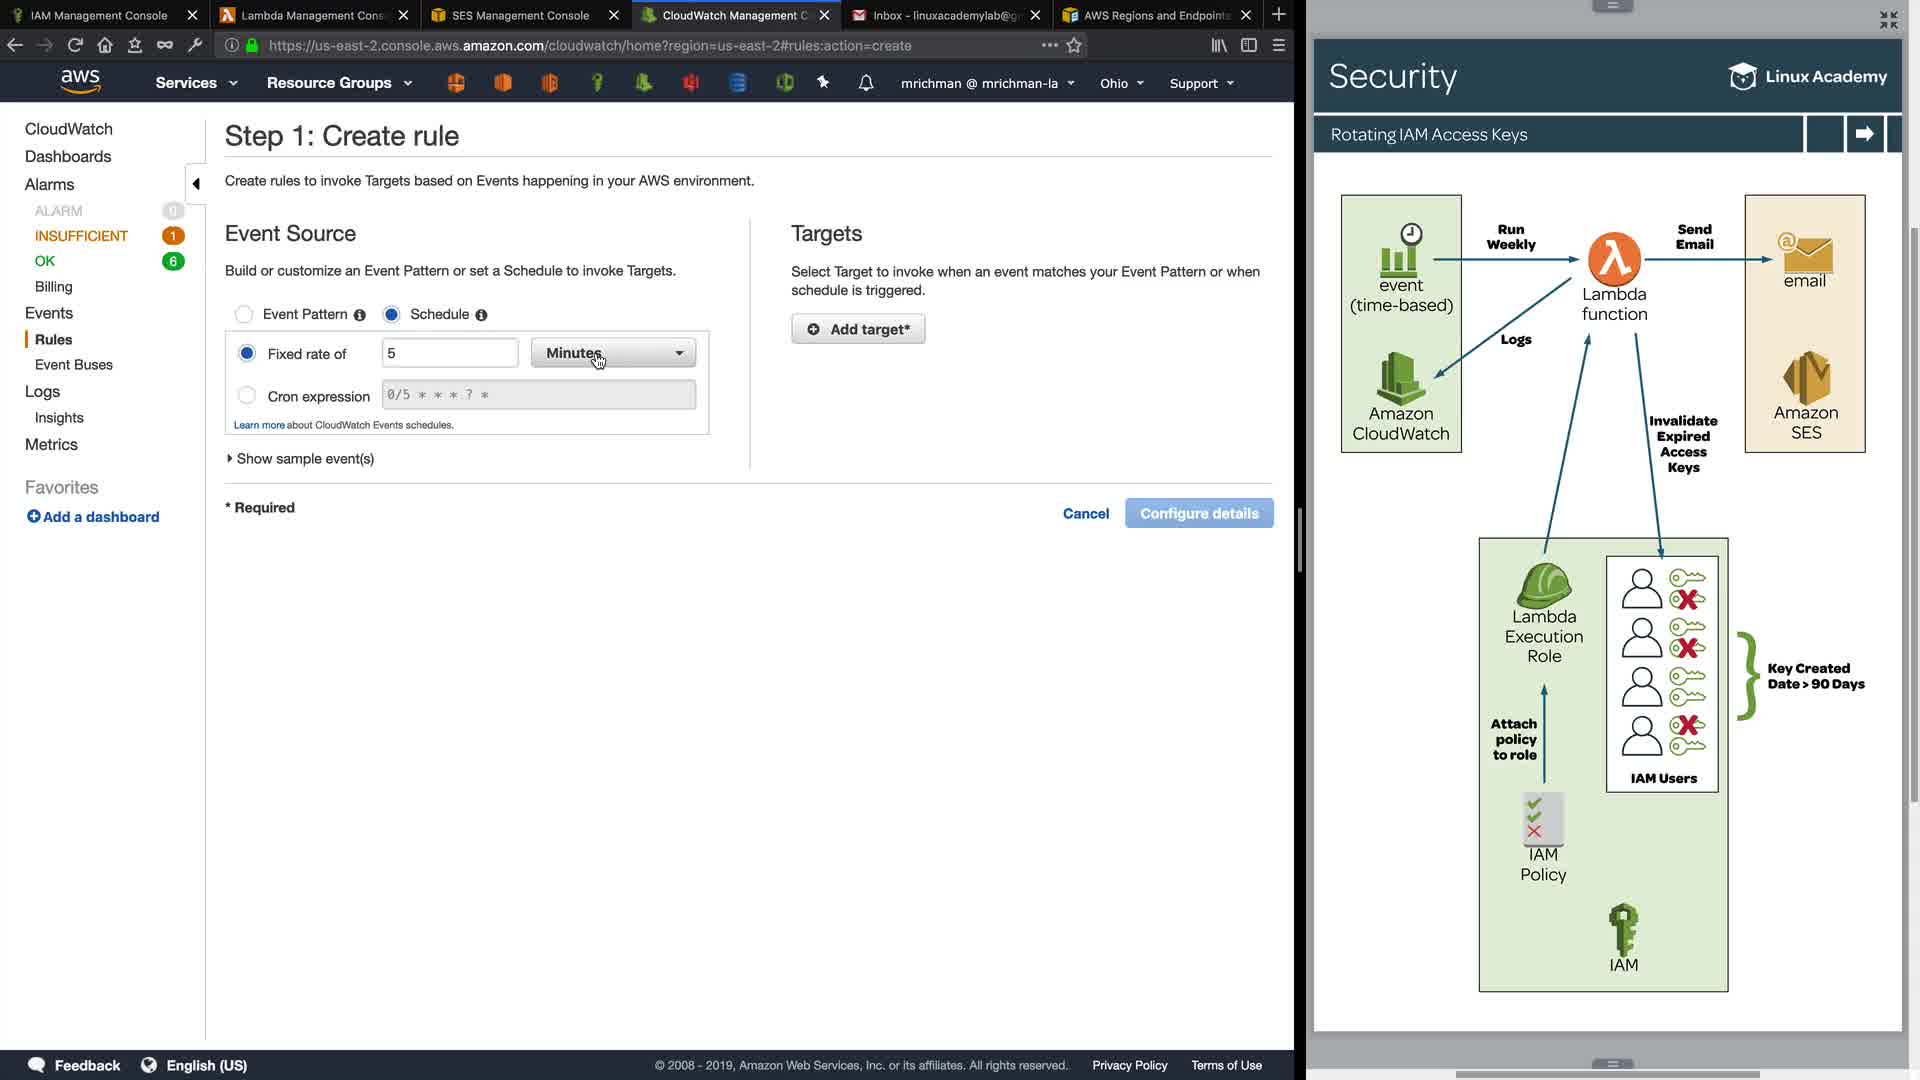 IAM Management Console
Lambda Management Cons
SES Management Console
CloudWatch Management C
Inbox - linuxacademylab@g
AWS Regions and Endpoints
https://us-east-2.console.aws.amazon.com/cloudwatch/home?region=us-east-2#rules:action=create
aws
Services
Resource Groups
mrichman @ mrichman-la
Ohio
Support
CloudWatch
Dashboards
Alarms
ALARM 0
INSUFFICIENT 1
OK 6
Billing
Events
Rules
Event Buses
Logs
Insights
Metrics
Favorites
Add a dashboard
Step 1: Create rule
Create rules to invoke Targets based on Events happening in your AWS environment.
Event Source
Build or customize an Event Pattern or set a Schedule to invoke Targets.
Event Pattern
Schedule
Fixed rate of 5 Minutes
Cron expression 0/5 * * * ? *
Learn more about CloudWatch Events schedules.
Show sample event(s)
Targets
Select Target to invoke when an event matches your Event Pattern or when
schedule is triggered.
Add target*
* Required
Cancel
Configure details
Feedback
English (US)
© 2008 - 2019, Amazon Web Services, Inc. or its affiliates. All rights reserved.
Privacy Policy
Terms of Use
Security
Linux Academy
Rotating IAM Access Keys
event
(time-based)
Run
Weekly
Lambda
function
Send
Email
email
Logs
Amazon
CloudWatch
Amazon
SES
Invalidate
Expired
Access
Keys
Lambda
Execution
Role
Key Created
Date > 90 Days
Attach
policy
to role
IAM Users
IAM
Policy
IAM